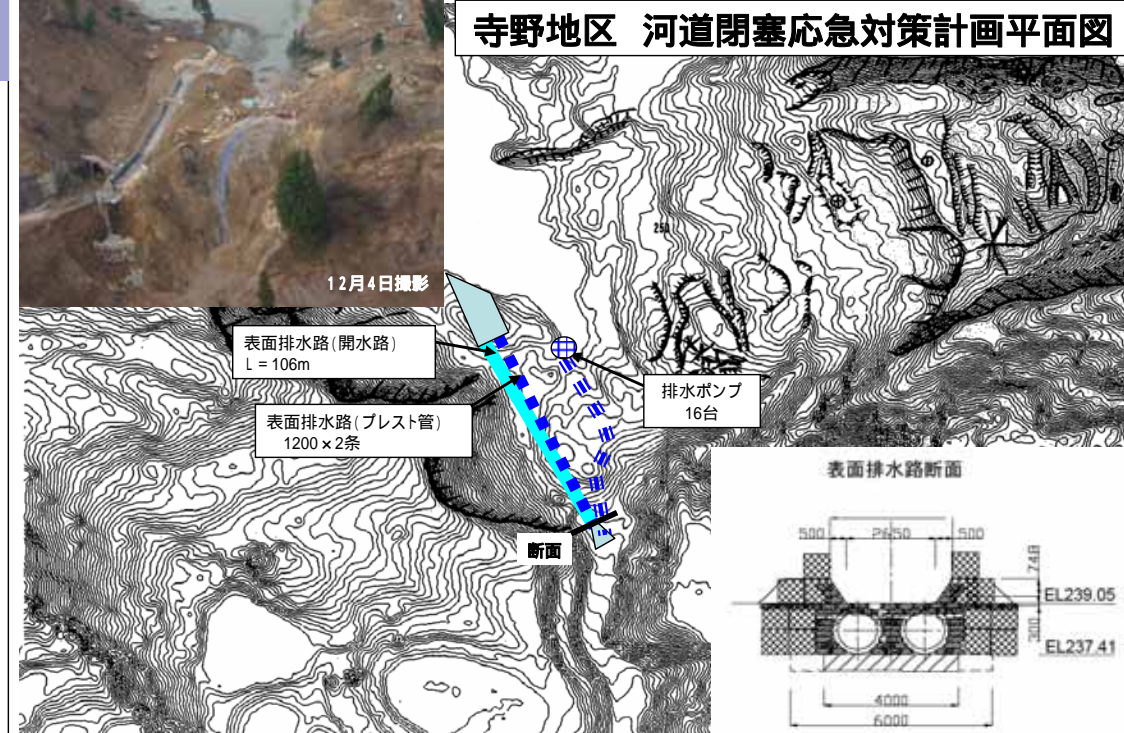 寺野地区 河道閉塞応急対策計画平面図
12月4日撮影
250
表面排水路(開水路)
L=106m
表面排水路(プレスト管)
1200×2条
排水ポンプ
16台
断面
表面排水路断面
500 2650 500
748
EL239.05
300
EL237.41
4000
6000